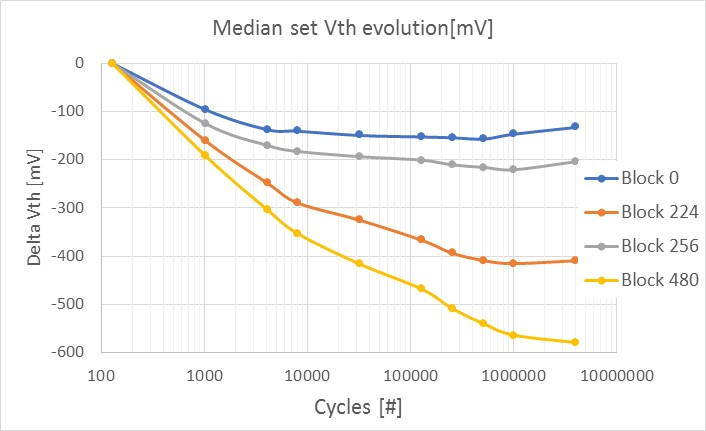 Median set Vth evolution[mV]
0
-100
-200
-300
-400
-500
-600
Delta Vth [mV]
100
1000
10000
100000
1000000
10000000
Cycles [#]
Block 0
Block 224
Block 256
Block 480